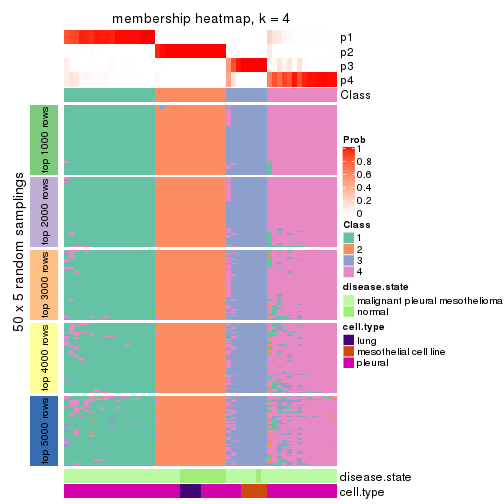 membership heatmap, k = 4
p1
p2
p3
p4
Class
50 x 5 random samplings
top 1000 rows
top 2000 rows
top 3000 rows
top 4000 rows
top 5000 rows
Prob
1
0.8
0.6
0.4
0.2
0
Class
1
2
3
4
disease.state
malignant pleural mesothelioma
normal
cell.type
lung
mesothelial cell line
pleural
disease.state
cell.type